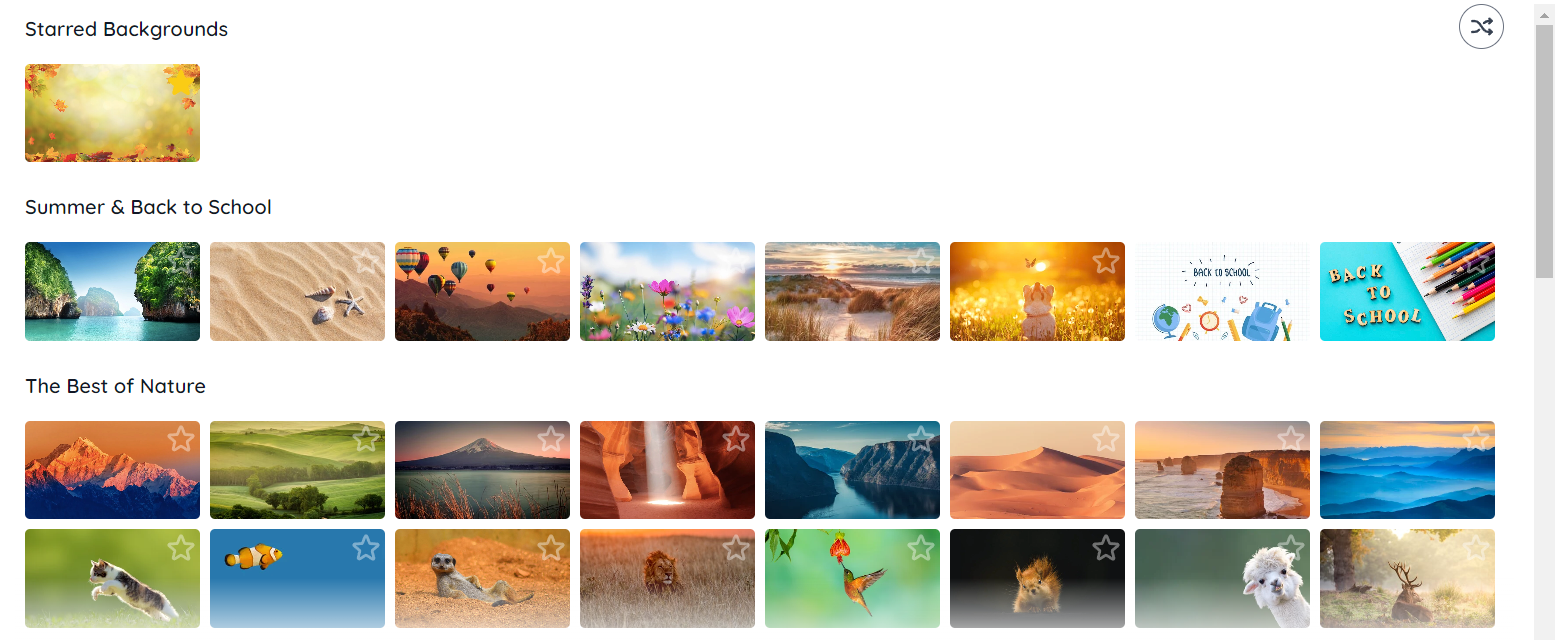 Starred Backgrounds
Summer & Back to School
BACK TO SCHOOL
BACK
TO
SCHOOL
The Best of Nature